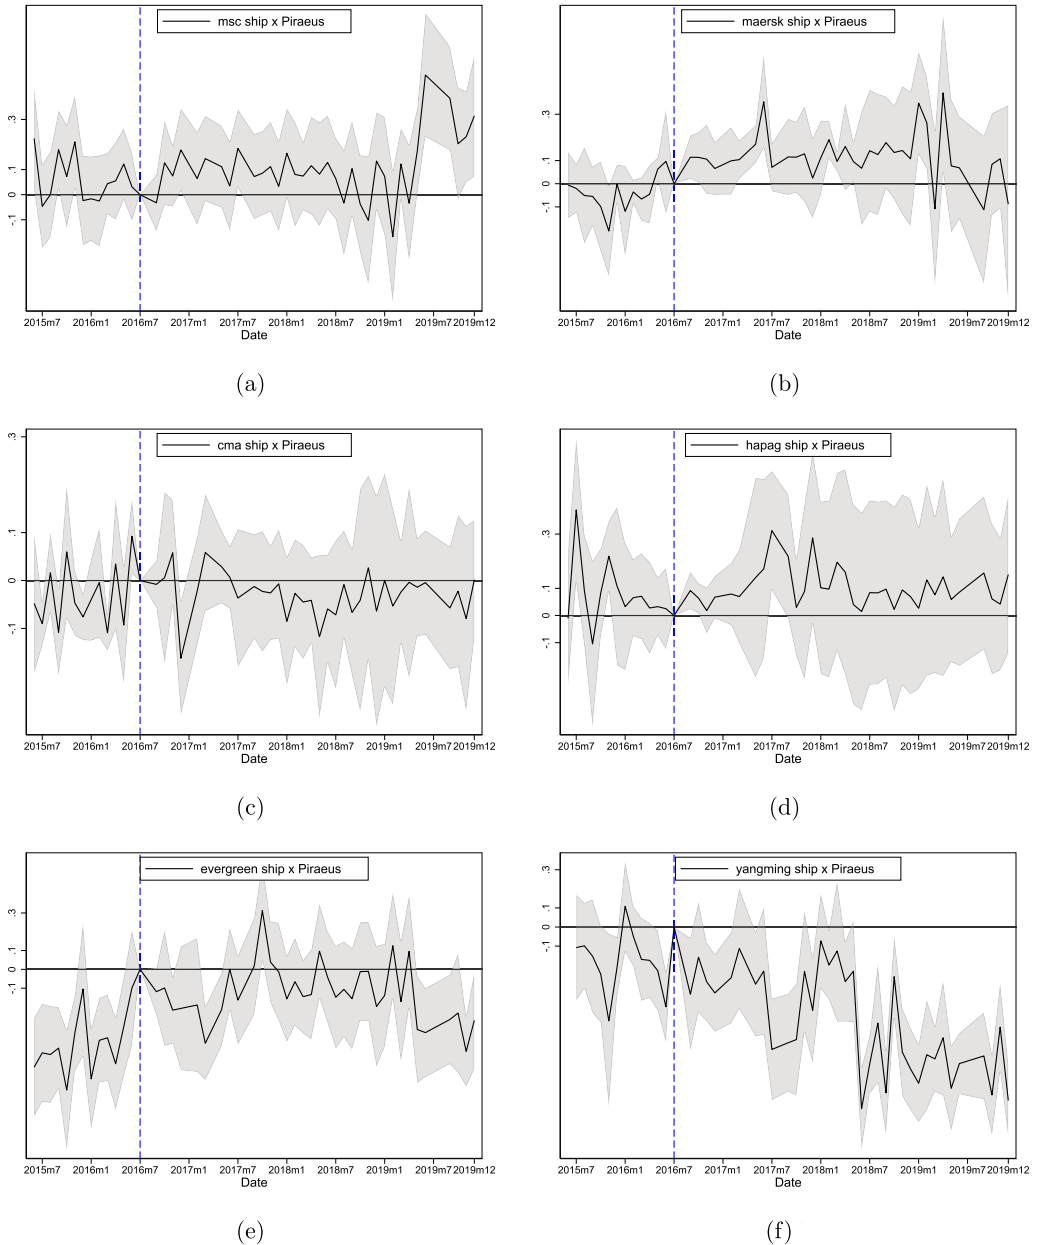 msc ship x Piraeus
.3
.1
0
-.1
2015m7 2016m1 2016m7 2017m1 2017m7 2018m1 2018m7 2019m1 2019m7 2019m12
Date
(a)
maersk ship x Piraeus
.3
.1
0
-.1
2015m7 2016m1 2016m7 2017m1 2017m7 2018m1 2018m7 2019m1 2019m7 2019m12
Date
(b)
cma ship x Piraeus
.3
.1
0
-.1
2015m7 2016m1 2016m7 2017m1 2017m7 2018m1 2018m7 2019m1 2019m7 2019m12
Date
(c)
hapag ship x Piraeus
.3
.1
0
-.1
2015m7 2016m1 2016m7 2017m1 2017m7 2018m1 2018m7 2019m1 2019m7 2019m12
Date
(d)
evergreen ship x Piraeus
.3
.1
0
-.1
2015m7 2016m1 2016m7 2017m1 2017m7 2018m1 2018m7 2019m1 2019m7 2019m12
Date
(e)
yangming ship x Piraeus
.3
0
-.1
2015m7 2016m1 2016m7 2017m1 2017m7 2018m1 2018m7 2019m1 2019m7 2019m12
Date
(f)